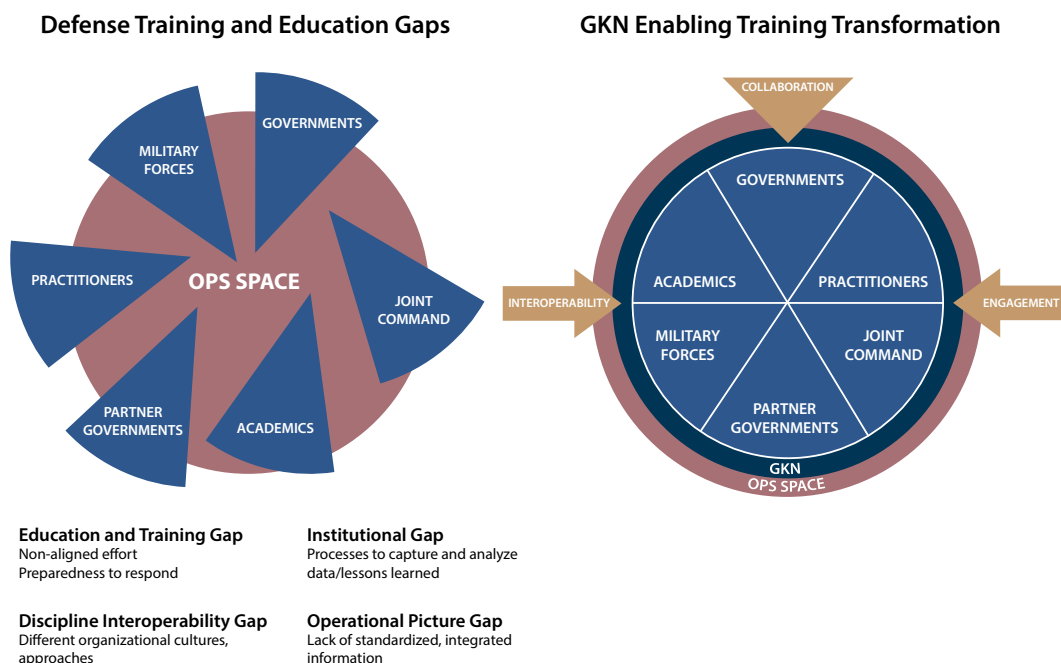 Defense Training and Education Gaps
GOVERNMENTS
MILITARY
FORCES
PRACTITIONERS
OPS SPACE
JOINT
COMMAND
PARTNER
GOVERNMENTS
ACADEMICS
Education and Training Gap
Non-aligned effort
Preparedness to respond
Institutional Gap
Processes to capture and analyze
data/lessons learned
Discipline Interoperability Gap
Different organizational cultures,
approaches
Operational Picture Gap
Lack of standardized, integrated
information
GKN Enabling Training Transformation
COLLABORATION
GOVERNMENTS
ACADEMICS
PRACTITIONERS
INTEROPERABILITY
ENGAGEMENT
MILITARY
FORCES
JOINT
COMMAND
PARTNER
GOVERNMENTS
GKN
OPS SPACE